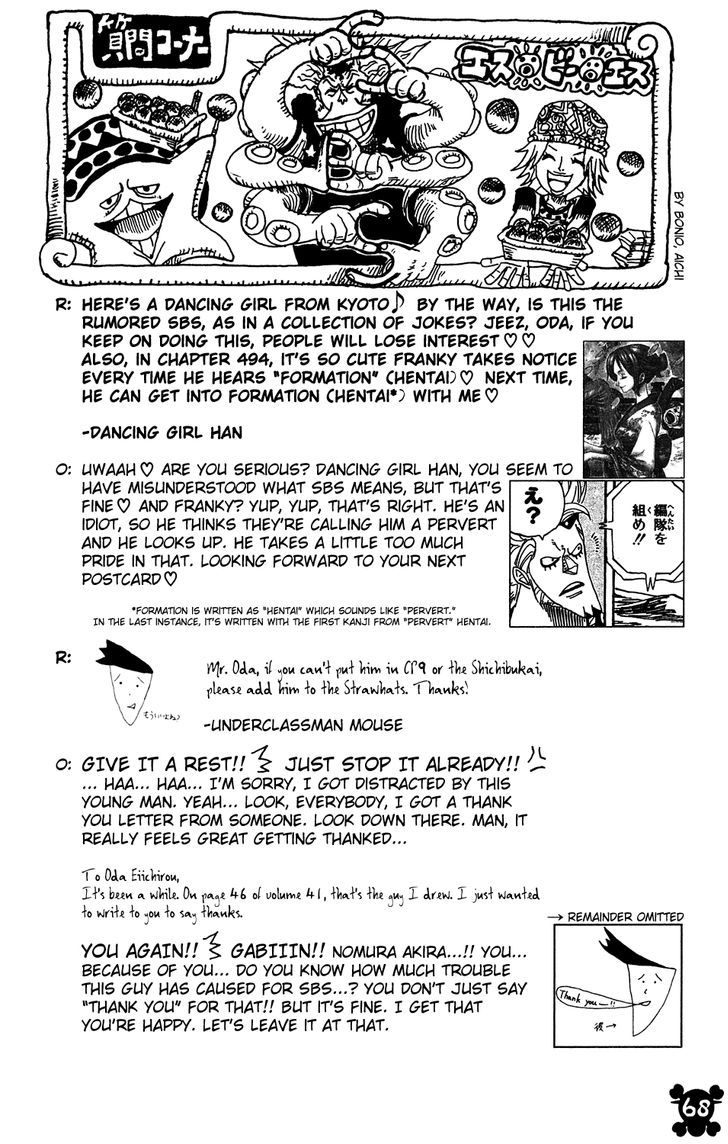 質問コーナー
エスビーエス
BY BONIO, AICHI
R: HERE'S A DANCING GIRL FROM KYOTO♪ BY THE WAY, IS THIS THE
RUMORED SBS, AS IN A COLLECTION OF JOKES? JEEZ, ODA, IF YOU
KEEP ON DOING THIS, PEOPLE WILL LOSE INTEREST♡♡
ALSO, IN CHAPTER 494, IT'S SO CUTE FRANKY TAKES NOTICE
EVERY TIME HE HEARS "FORMATION" (HENTAI)♡ NEXT TIME,
HE CAN GET INTO FORMATION (HENTAI*) WITH ME♡
-DANCING GIRL HAN
O: UWAAH♡ ARE YOU SERIOUS? DANCING GIRL HAN, YOU SEEM TO
HAVE MISUNDERSTOOD WHAT SBS MEANS, BUT THAT'S
FINE♡ AND FRANKY? YUP, YUP, THAT'S RIGHT. HE'S AN
IDIOT, SO HE THINKS THEY'RE CALLING HIM A PERVERT
AND HE LOOKS UP. HE TAKES A LITTLE TOO MUCH
PRIDE IN THAT. LOOKING FORWARD TO YOUR NEXT
POSTCARD♡
編隊を
へんたい
組め!!
く
え?
*FORMATION IS WRITTEN AS "HENTAI" WHICH SOUNDS LIKE "PERVERT."
IN THE LAST INSTANCE, IT'S WRITTEN WITH THE FIRST KANJI FROM "PERVERT" HENTAI.
R:
Mr. Oda, if you can't put him in CP9 or the Shichibukai,
please add him to the Strawhats. Thanks!
-UNDERCLASSMAN MOUSE
O: GIVE IT A REST!! JUST STOP IT ALREADY!!
... HAA... HAA... I'M SORRY, I GOT DISTRACTED BY THIS
YOUNG MAN. YEAH... LOOK, EVERYBODY, I GOT A THANK
YOU LETTER FROM SOMEONE. LOOK DOWN THERE. MAN, IT
REALLY FEELS GREAT GETTING THANKED...
To Oda Eiichirou,
It's been a while. On page 46 of volume 41, that's the guy I drew. I just wanted
to write to you to say thanks.
→ REMAINDER OMITTED
Thank you—!!
彼→
YOU AGAIN!! GABIIIN!! NOMURA AKIRA...!! YOU...
BECAUSE OF YOU... DO YOU KNOW HOW MUCH TROUBLE
THIS GUY HAS CAUSED FOR SBS...? YOU DON'T JUST SAY
"THANK YOU" FOR THAT!! BUT IT'S FINE. I GET THAT
YOU'RE HAPPY. LET'S LEAVE IT AT THAT.
68